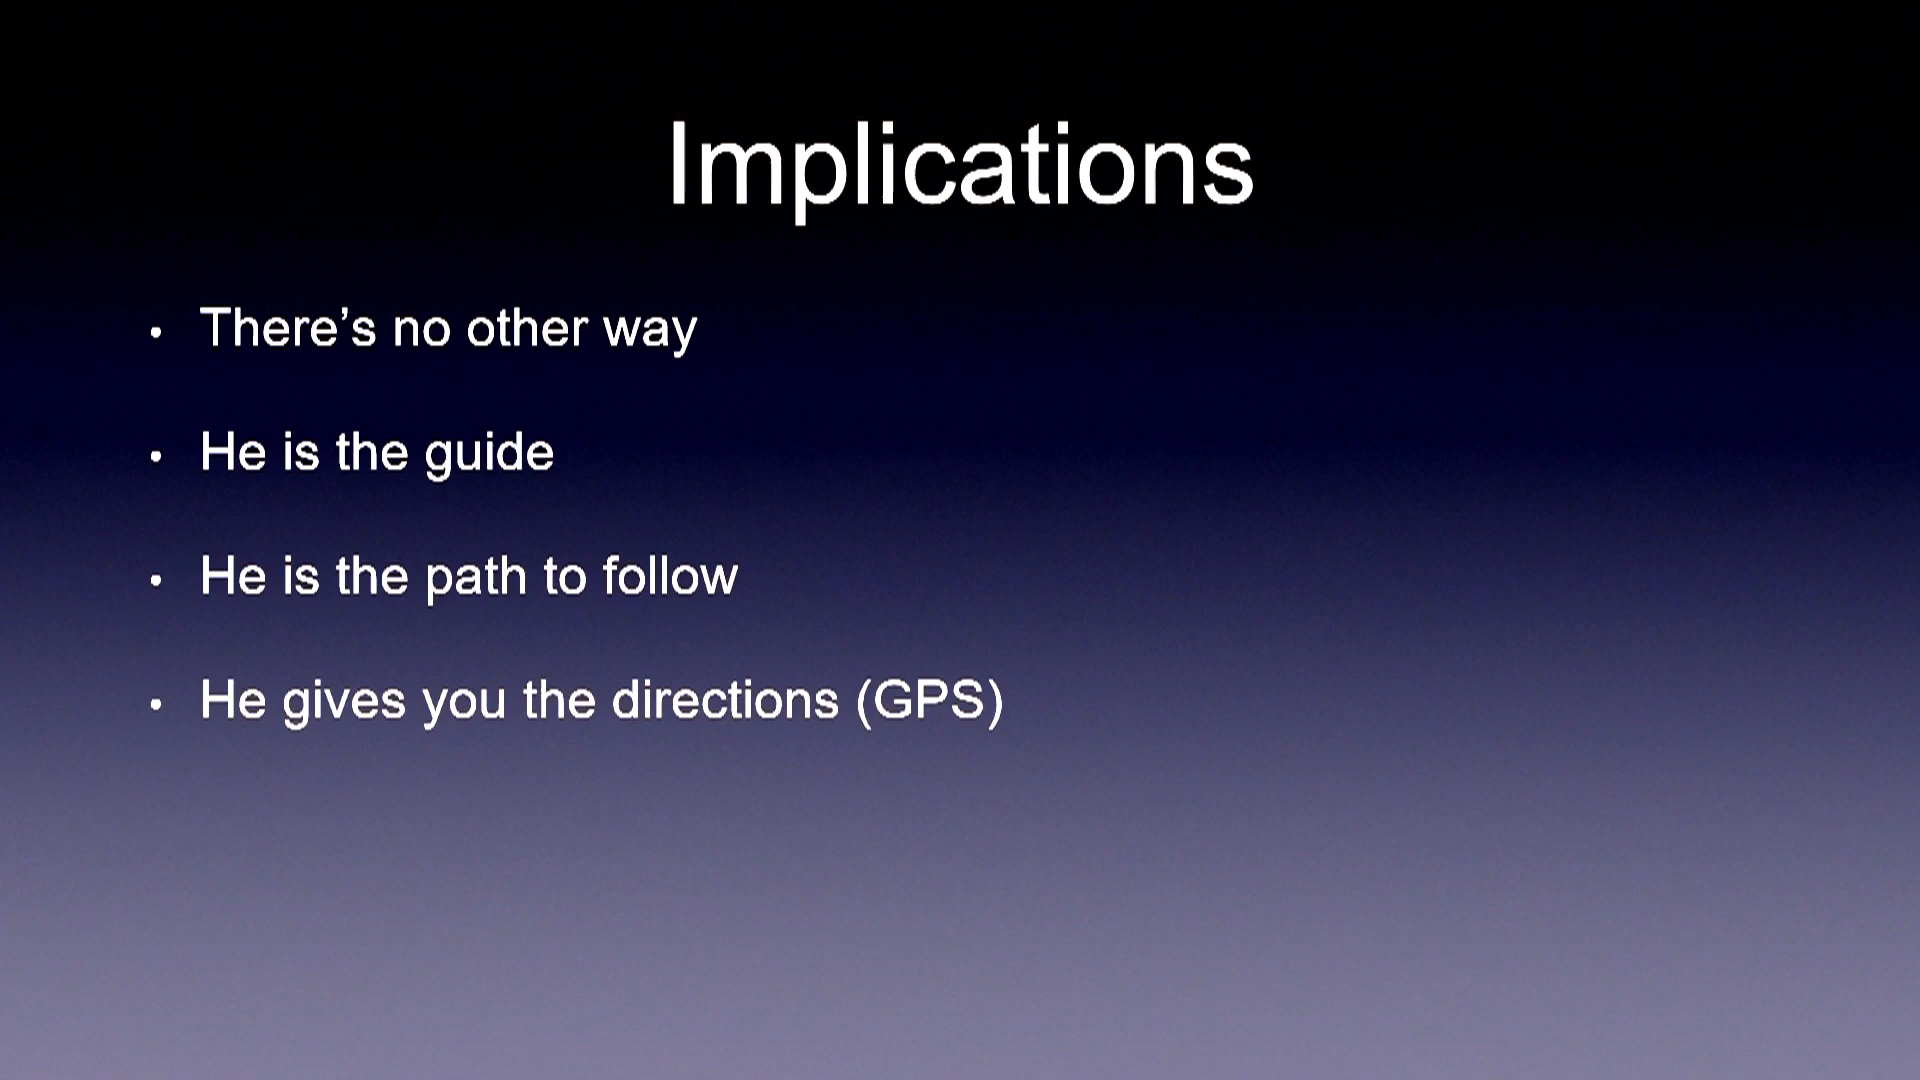 Implications
• There’s no other way
• He is the guide
• He is the path to follow
• He gives you the directions (GPS)